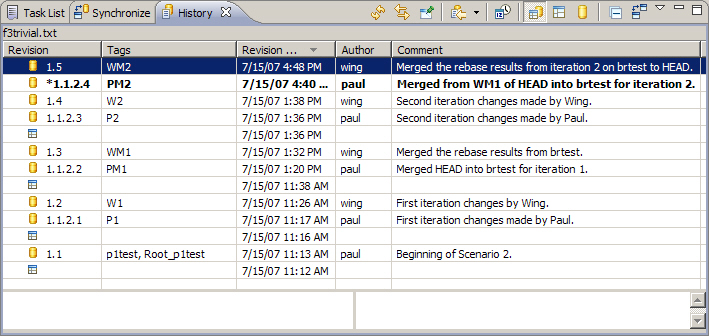 Task List Synchronize History
f3trivial.txt
Revision Tags Revision ... Author Comment
1.5 WM2 7/15/07 4:48 PM wing Merged the rebase results from iteration 2 on brtest to HEAD.
*1.1.2.4 PM2 7/15/07 4:40 ... paul Merged from WM1 of HEAD into brtest for iteration 2.
1.4 W2 7/15/07 1:38 PM wing Second iteration changes made by Wing.
1.1.2.3 P2 7/15/07 1:36 PM paul Second iteration changes made by Paul.
7/15/07 1:36 PM
1.3 WM1 7/15/07 1:32 PM wing Merged the rebase results from brtest.
1.1.2.2 PM1 7/15/07 1:20 PM paul Merged HEAD into brtest for iteration 1.
7/15/07 11:38 AM
1.2 W1 7/15/07 11:26 AM wing First iteration changes by Wing.
1.1.2.1 P1 7/15/07 11:17 AM paul First iteration changes made by Paul.
7/15/07 11:16 AM
1.1 p1test, Root_p1test 7/15/07 11:13 AM paul Beginning of Scenario 2.
7/15/07 11:12 AM